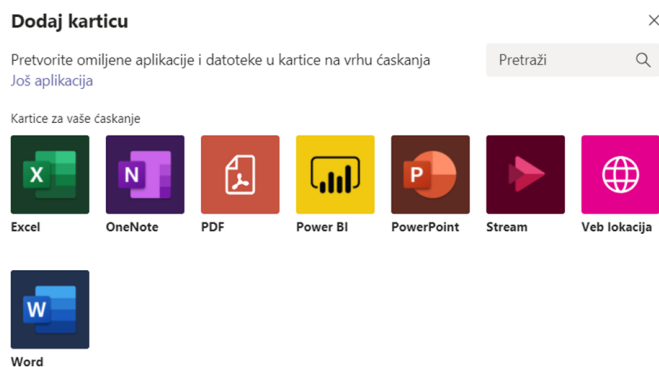 Dodaj karticu
Pretvorite omiljene aplikacije i datoteke u kartice na vrhu ćaskanja
Pretraži
Još aplikacija
Kartice za vaše ćaskanje
X
N
P
Excel
OneNote
PDF
Power BI
PowerPoint
Stream
Veb lokacija
W
Word